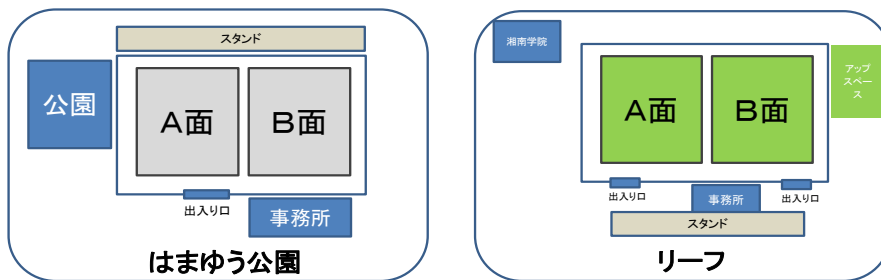 スタンド
公園
A面
B面
出入り口
事務所
はまゆう公園
湘南学院
アップ
スペー
ス
A面
B面
出入り口
事務所
出入り口
スタンド
リーフ